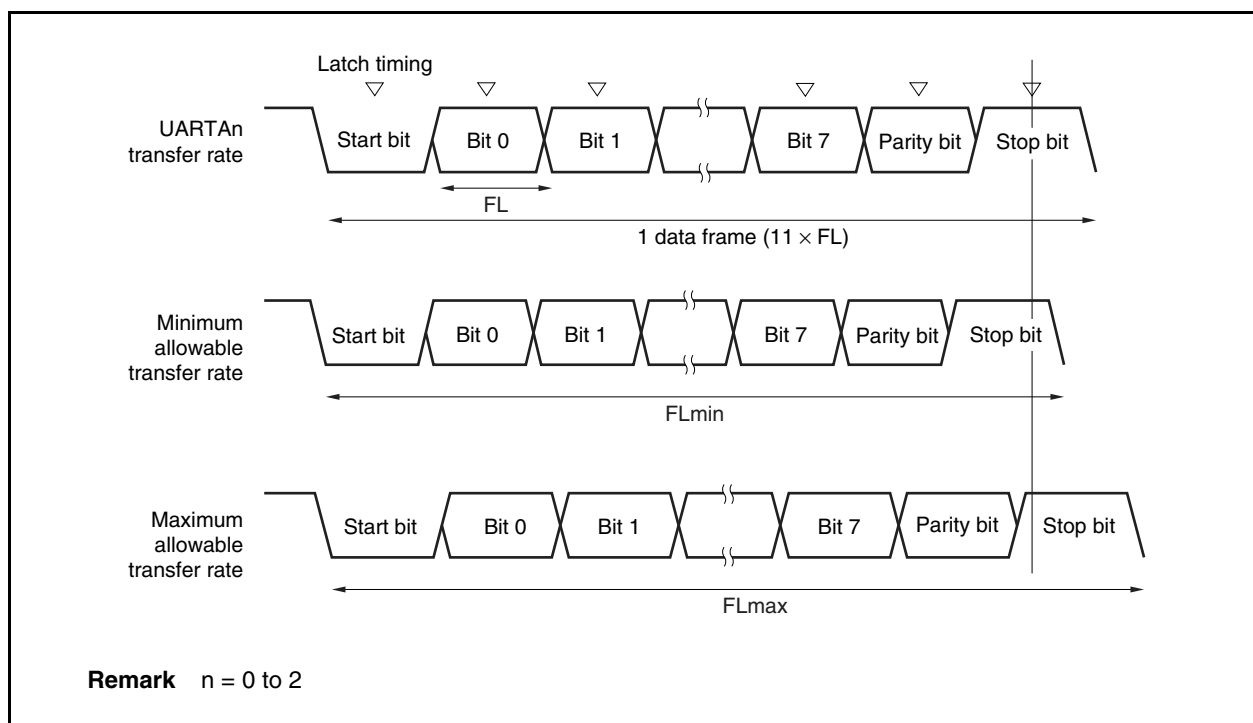 Latch timing
UARTAn
transfer rate
Start bit
Bit 0
Bit 1
Bit 7
Parity bit
Stop bit
FL
1 data frame (11 × FL)
Minimum
allowable
transfer rate
Start bit
Bit 0
Bit 1
Bit 7
Parity bit
Stop bit
FLmin
Maximum
allowable
transfer rate
Start bit
Bit 0
Bit 1
Bit 7
Parity bit
Stop bit
FLmax
Remark n = 0 to 2